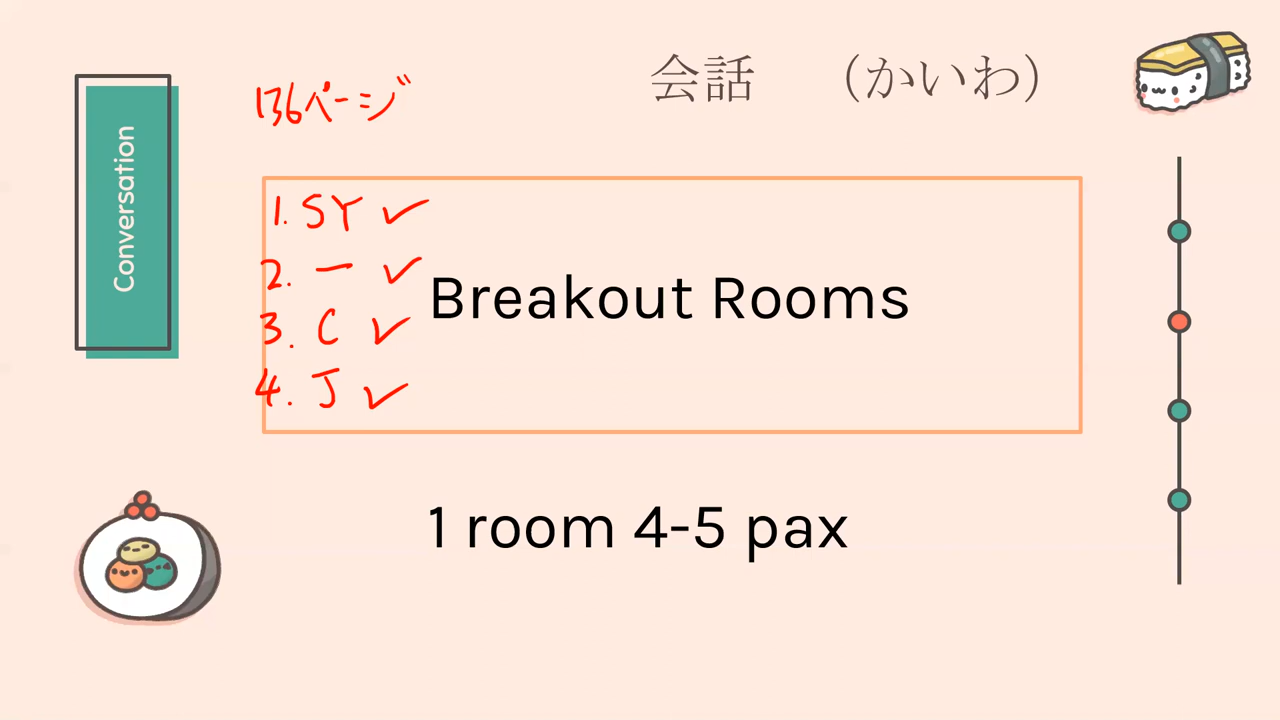 会話 （かいわ）
Conversation
136ページ
1. SY ✓
2. 一 ✓
3. C ✓
4. J ✓
Breakout Rooms
1 room 4-5 pax